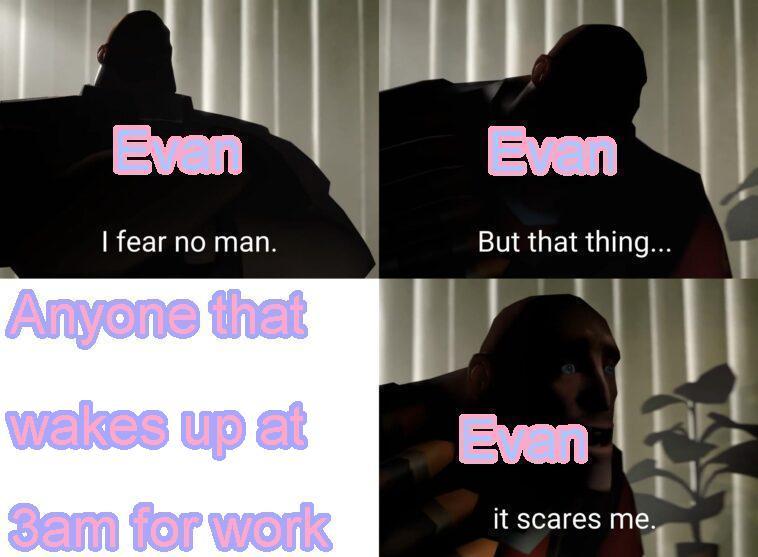 Evan
I fear no man.
Evan
But that thing...
Anyone that
wakes up at
3am for work
Evan
it scares me.